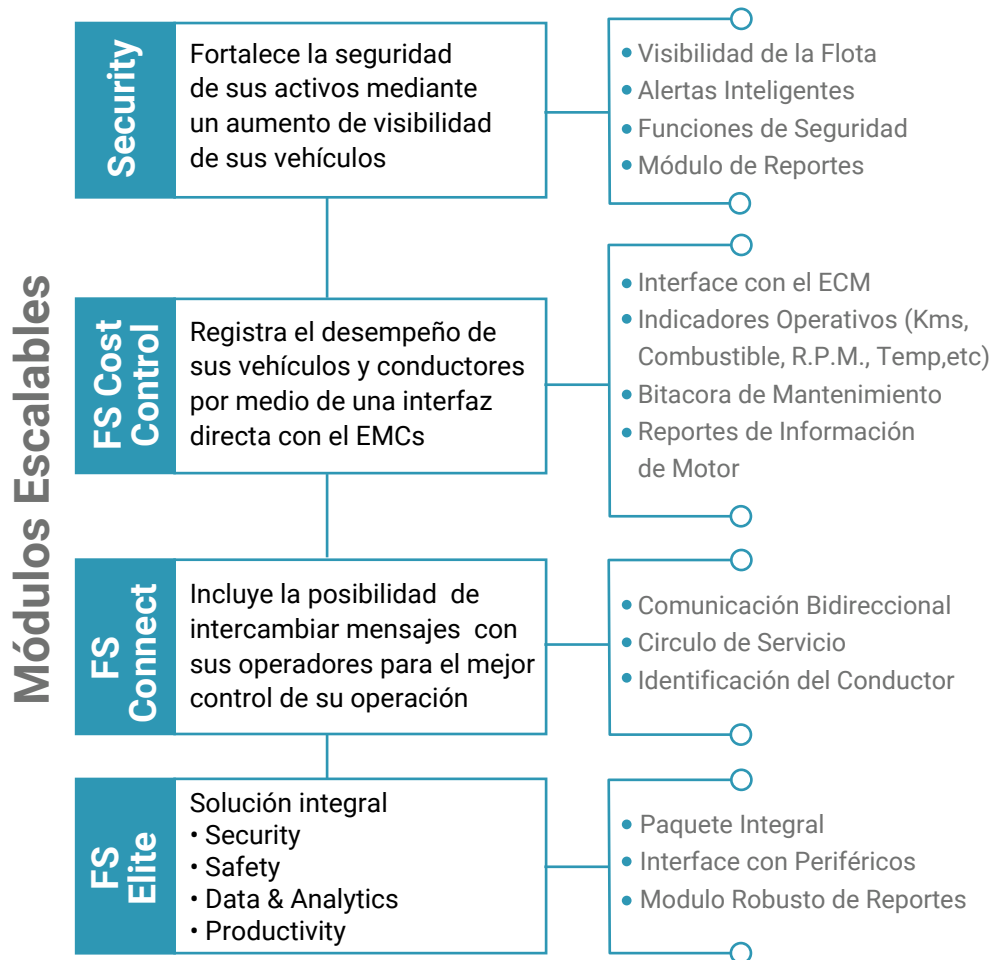 Módulos Escalables
Security
Fortalece la seguridad
de sus activos mediante
un aumento de visibilidad
de sus vehículos
• Visibilidad de la Flota
• Alertas Inteligentes
• Funciones de Seguridad
• Módulo de Reportes
FS Cost
Control
Registra el desempeño de
sus vehículos y conductores
por medio de una interfaz
directa con el EMCs
• Interface con el ECM
• Indicadores Operativos (Kms,
Combustible, R.P.M., Temp,etc)
• Bitacora de Mantenimiento
• Reportes de Información
de Motor
FS
Connect
Incluye la posibilidad de
intercambiar mensajes con
sus operadores para el mejor
control de su operación
• Comunicación Bidireccional
• Circulo de Servicio
• Identificación del Conductor
FS
Elite
Solución integral
• Security
• Safety
• Data & Analytics
• Productivity
• Paquete Integral
• Interface con Periféricos
• Modulo Robusto de Reportes